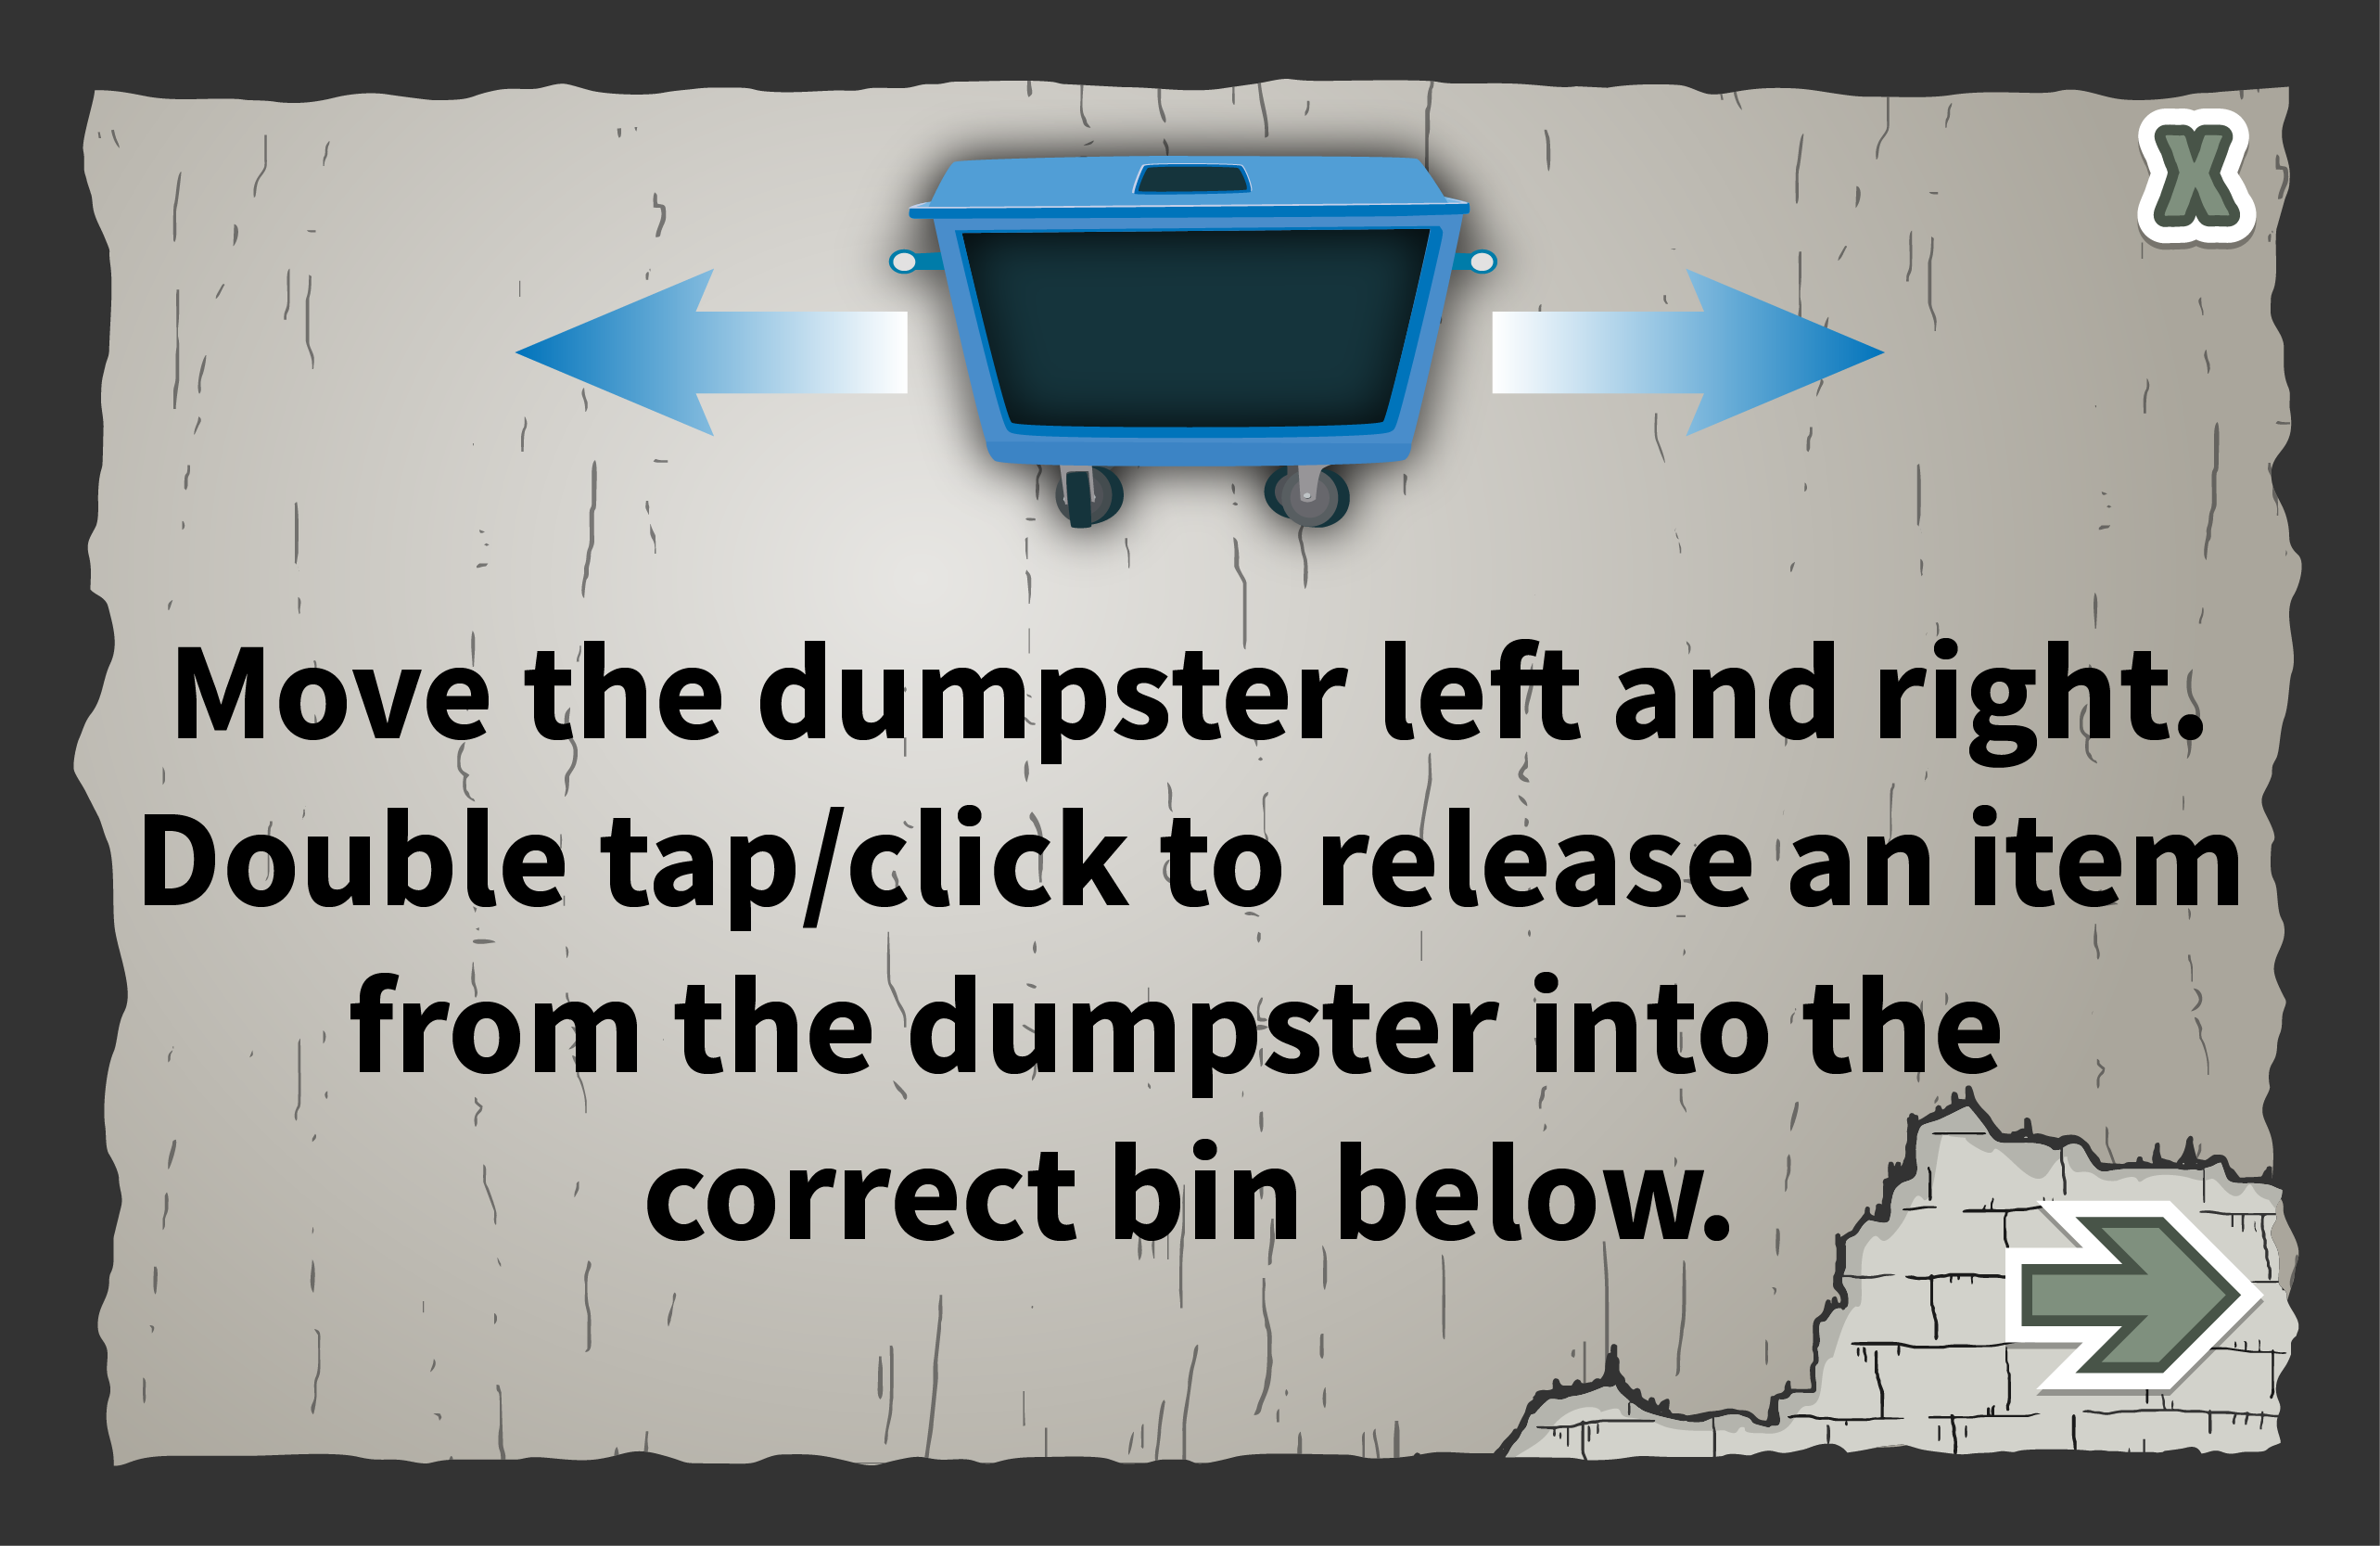 X
Move the dumpster left and right.
Double tap/click to release an item
from the dumpster into the
correct bin below.